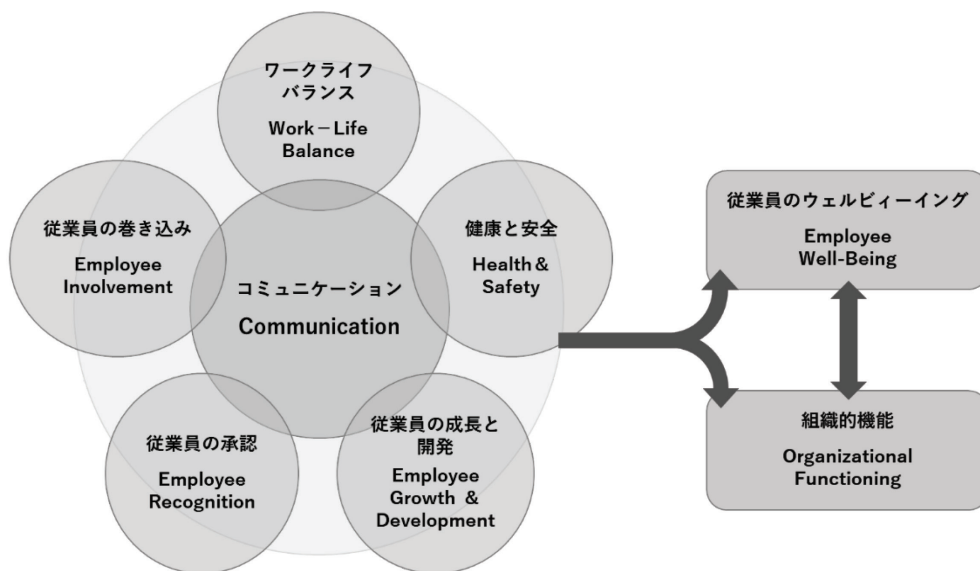 ワークライフ
バランス
Work－Life
Balance
従業員の巻き込み
Employee
Involvement
健康と安全
Health＆
Safety
コミュニケーション
Communication
従業員の承認
Employee
Recognition
従業員の成長と
開発
Employee
Growth ＆
Development
従業員のウェルビィーイング
Employee
Well-Being
組織的機能
Organizational
Functioning